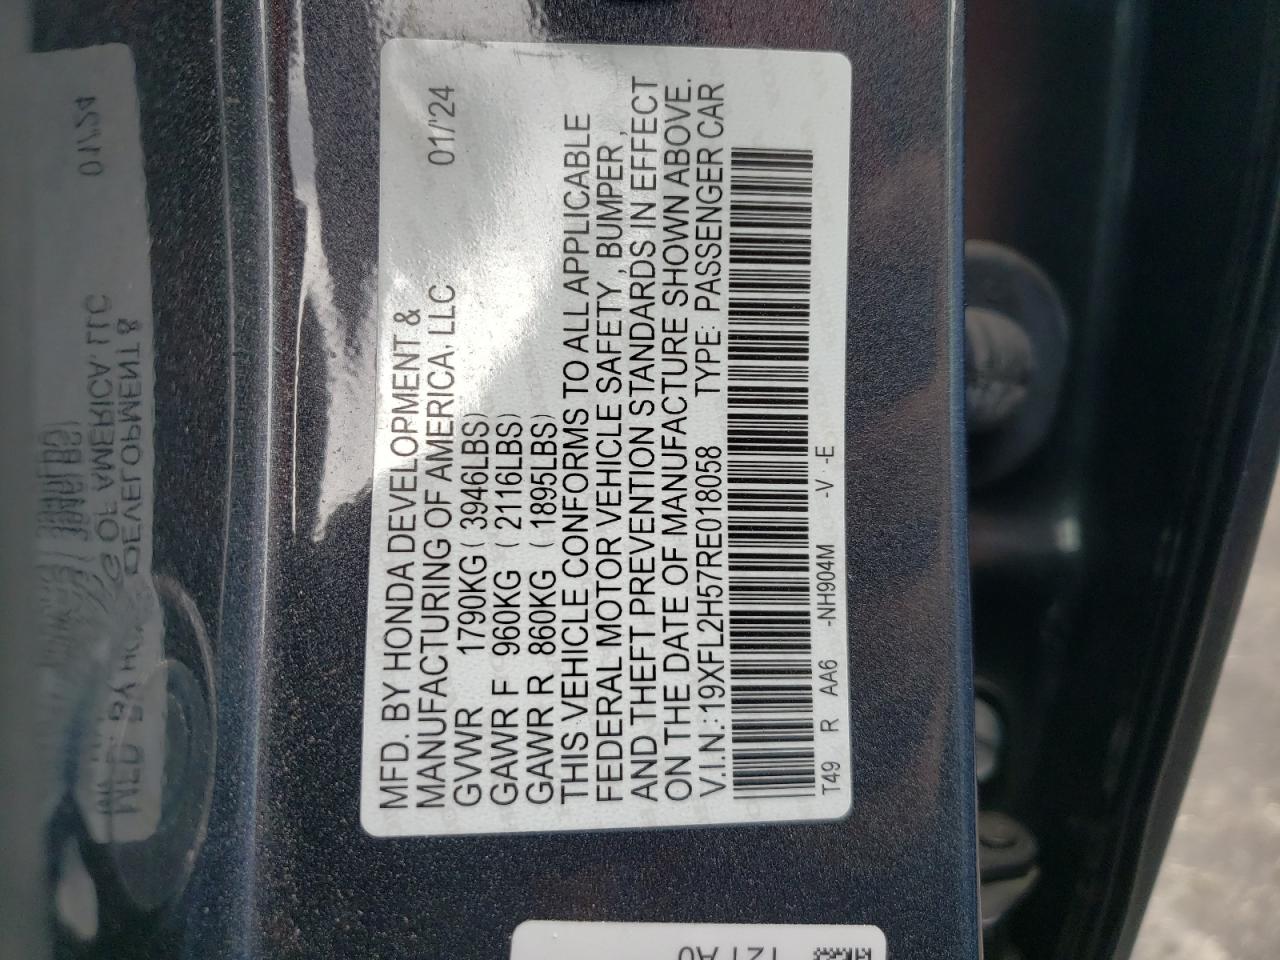 MFD. BY HONDA DEVELORMENT &
MANUFACTURING OF AMERICA, LLC 01/'24
GVWR 1790KG ( 3946LBS)
GAWR F 960KG ( 2116LBS)
GAWR R 860KG ( 1895LBS)
THIS VEHICLE CONFORMS TO ALL APPLICABLE
FEDERAL MOTOR VEHICLE SAFETY, BUMPER,
AND THEFT PREVENTION STANDARDS IN EFFECT
ON THE DATE OF MANUFACTURE SHOWN ABOVE.
V.I.N.: 19XFL2H57RE018058 TYPE: PASSENGER CAR
T49 R AA6 -NH904M -V -E